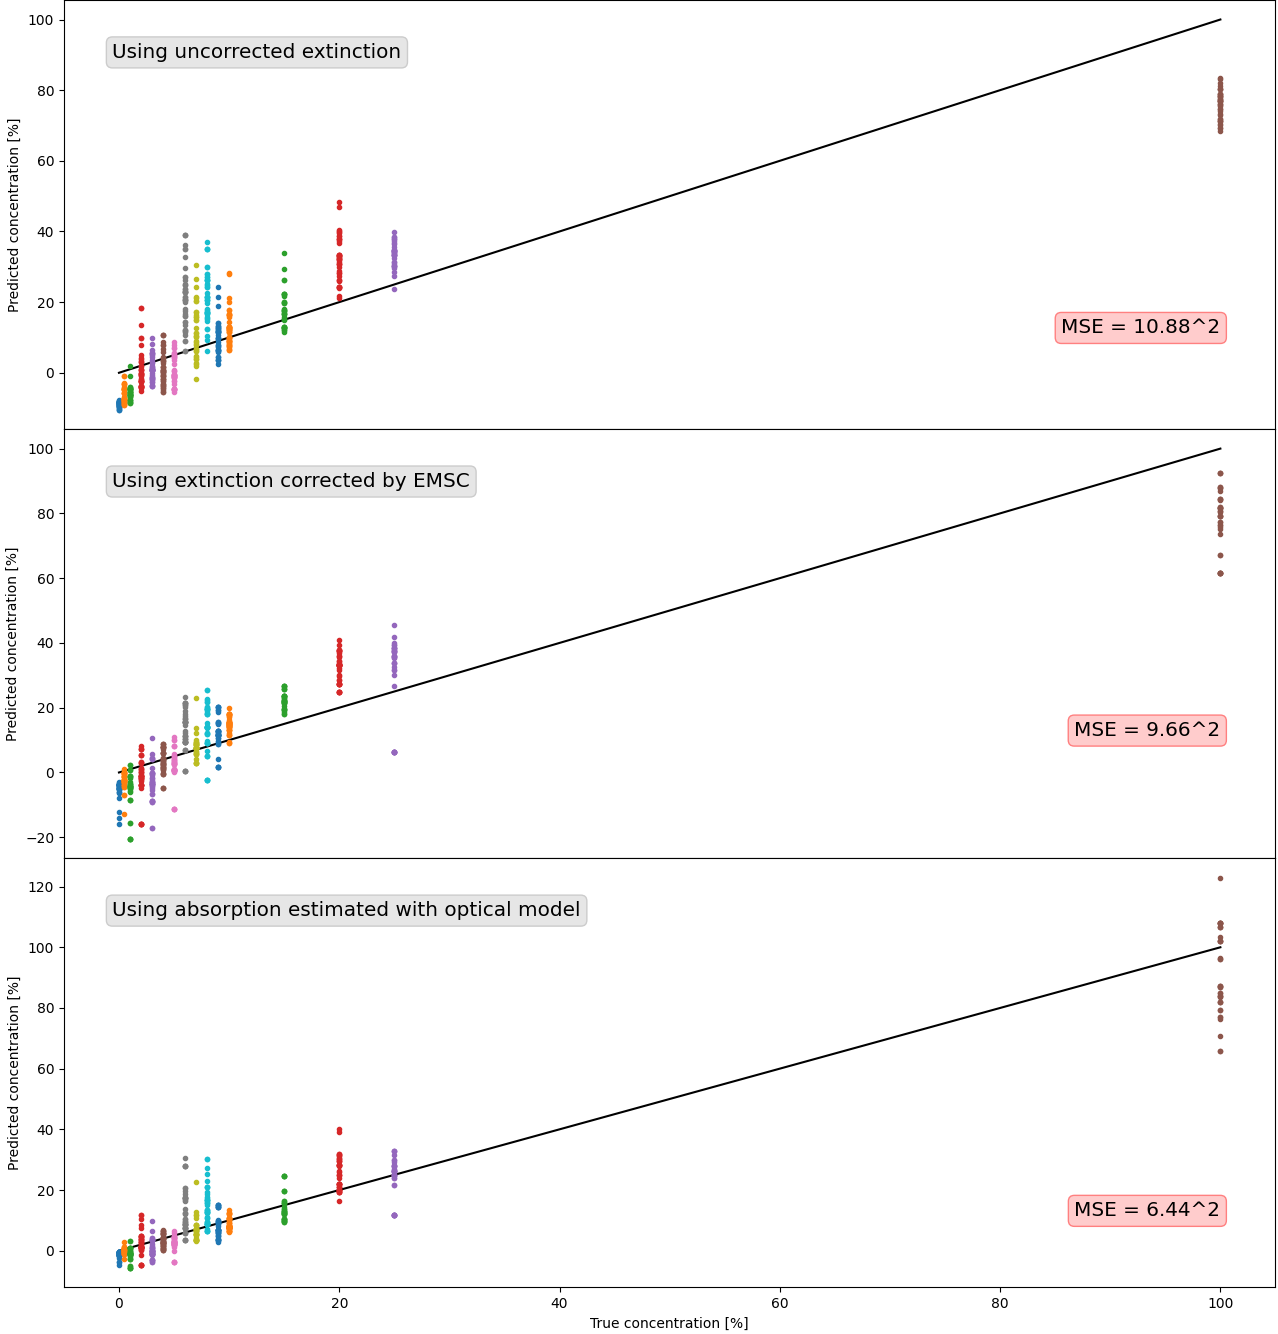 100
80
60
40
20
0
Predicted concentration [%]
Using uncorrected extinction
MSE = 10.88^2
100
80
60
40
20
0
−20
Predicted concentration [%]
Using extinction corrected by EMSC
MSE = 9.66^2
120
100
80
60
40
20
0
Predicted concentration [%]
Using absorption estimated with optical model
MSE = 6.44^2
0 20 40 60 80 100
True concentration [%]